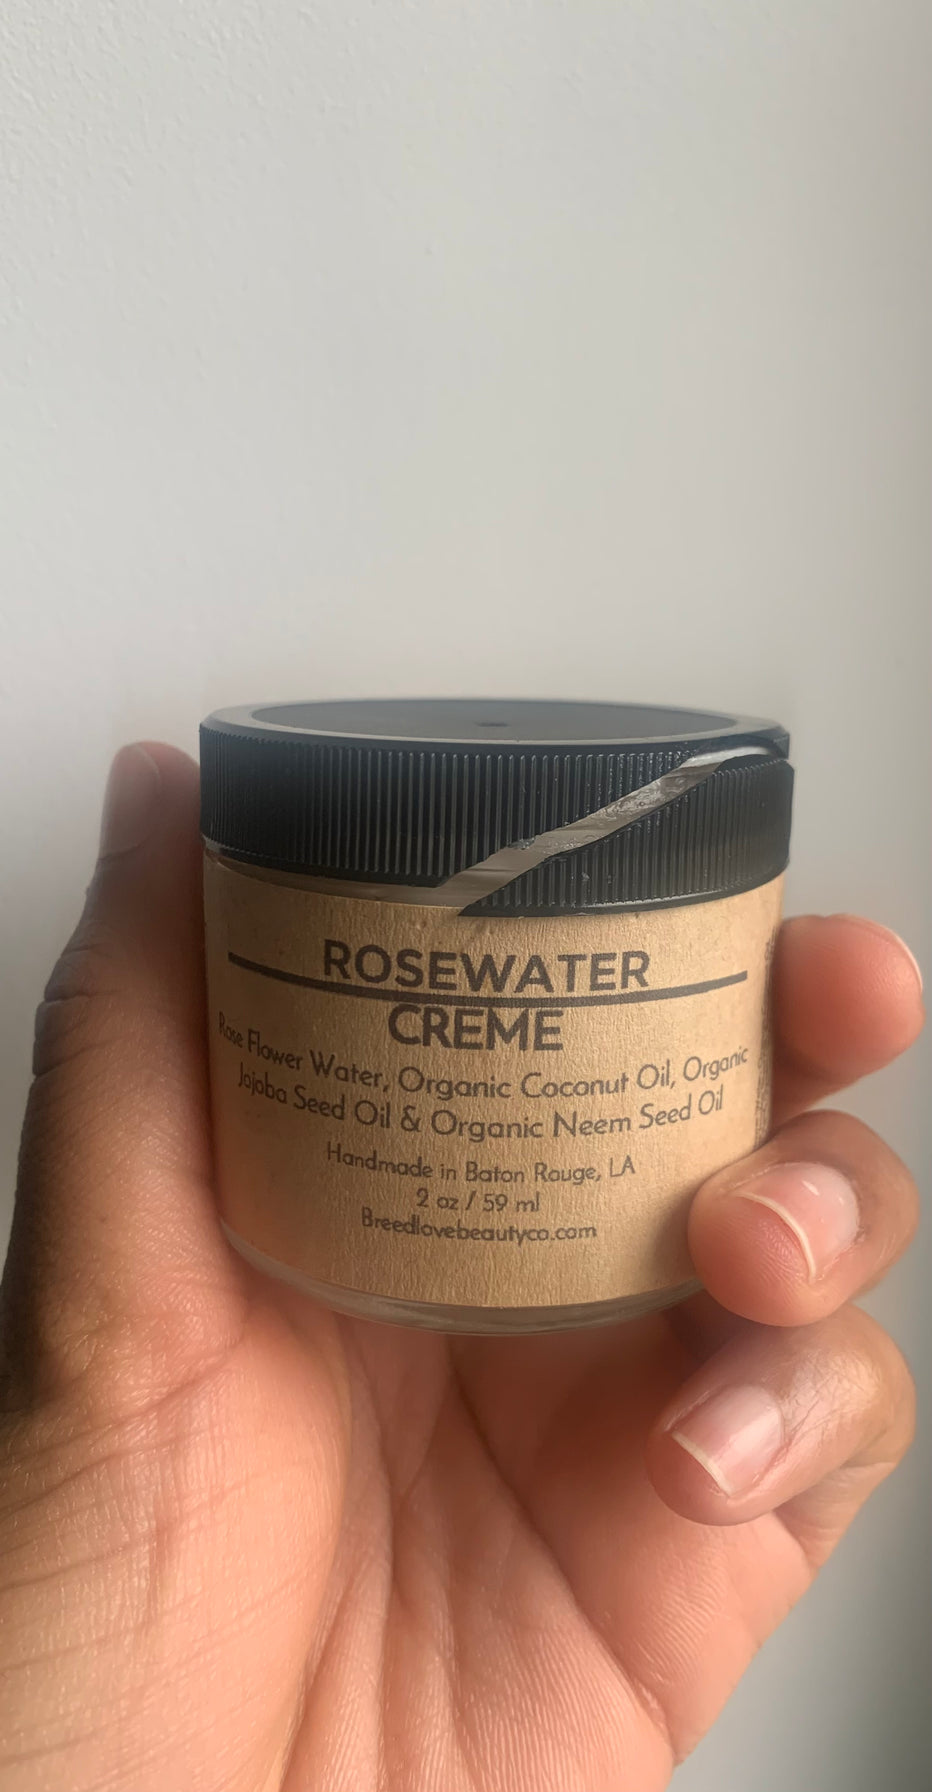 ROSEWATER
CREME
Rose Flower Water, Organic Coconut Oil, Organic
Jojoba Seed Oil & Organic Neem Seed Oil
Handmade in Baton Rouge, LA
2 oz / 59 ml
Breedlovebeautyco.com